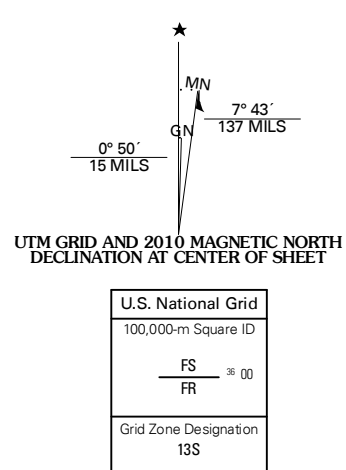 ★
MN
7° 43´
137 MILS
GN
0° 50´
15 MILS
UTM GRID AND 2010 MAGNETIC NORTH
DECLINATION AT CENTER OF SHEET
U.S. National Grid
100,000-m Square ID
FS
36 00
FR
Grid Zone Designation
13S